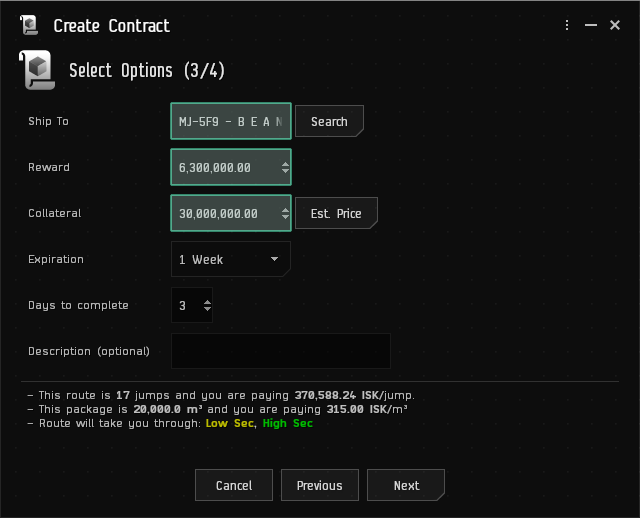 Create Contract
Select Options (3/4)
Ship To MJ-5F9 - B E A N Search
Reward 6,300,000.00
Collateral 30,000,000.00 Est. Price
Expiration 1 Week
Days to complete 3
Description (optional)
- This route is 17 jumps and you are paying 370,588.24 ISK/jump.
- This package is 20,000.0 m³ and you are paying 315.00 ISK/m³
- Route will take you through: Low Sec, High Sec
Cancel Previous Next